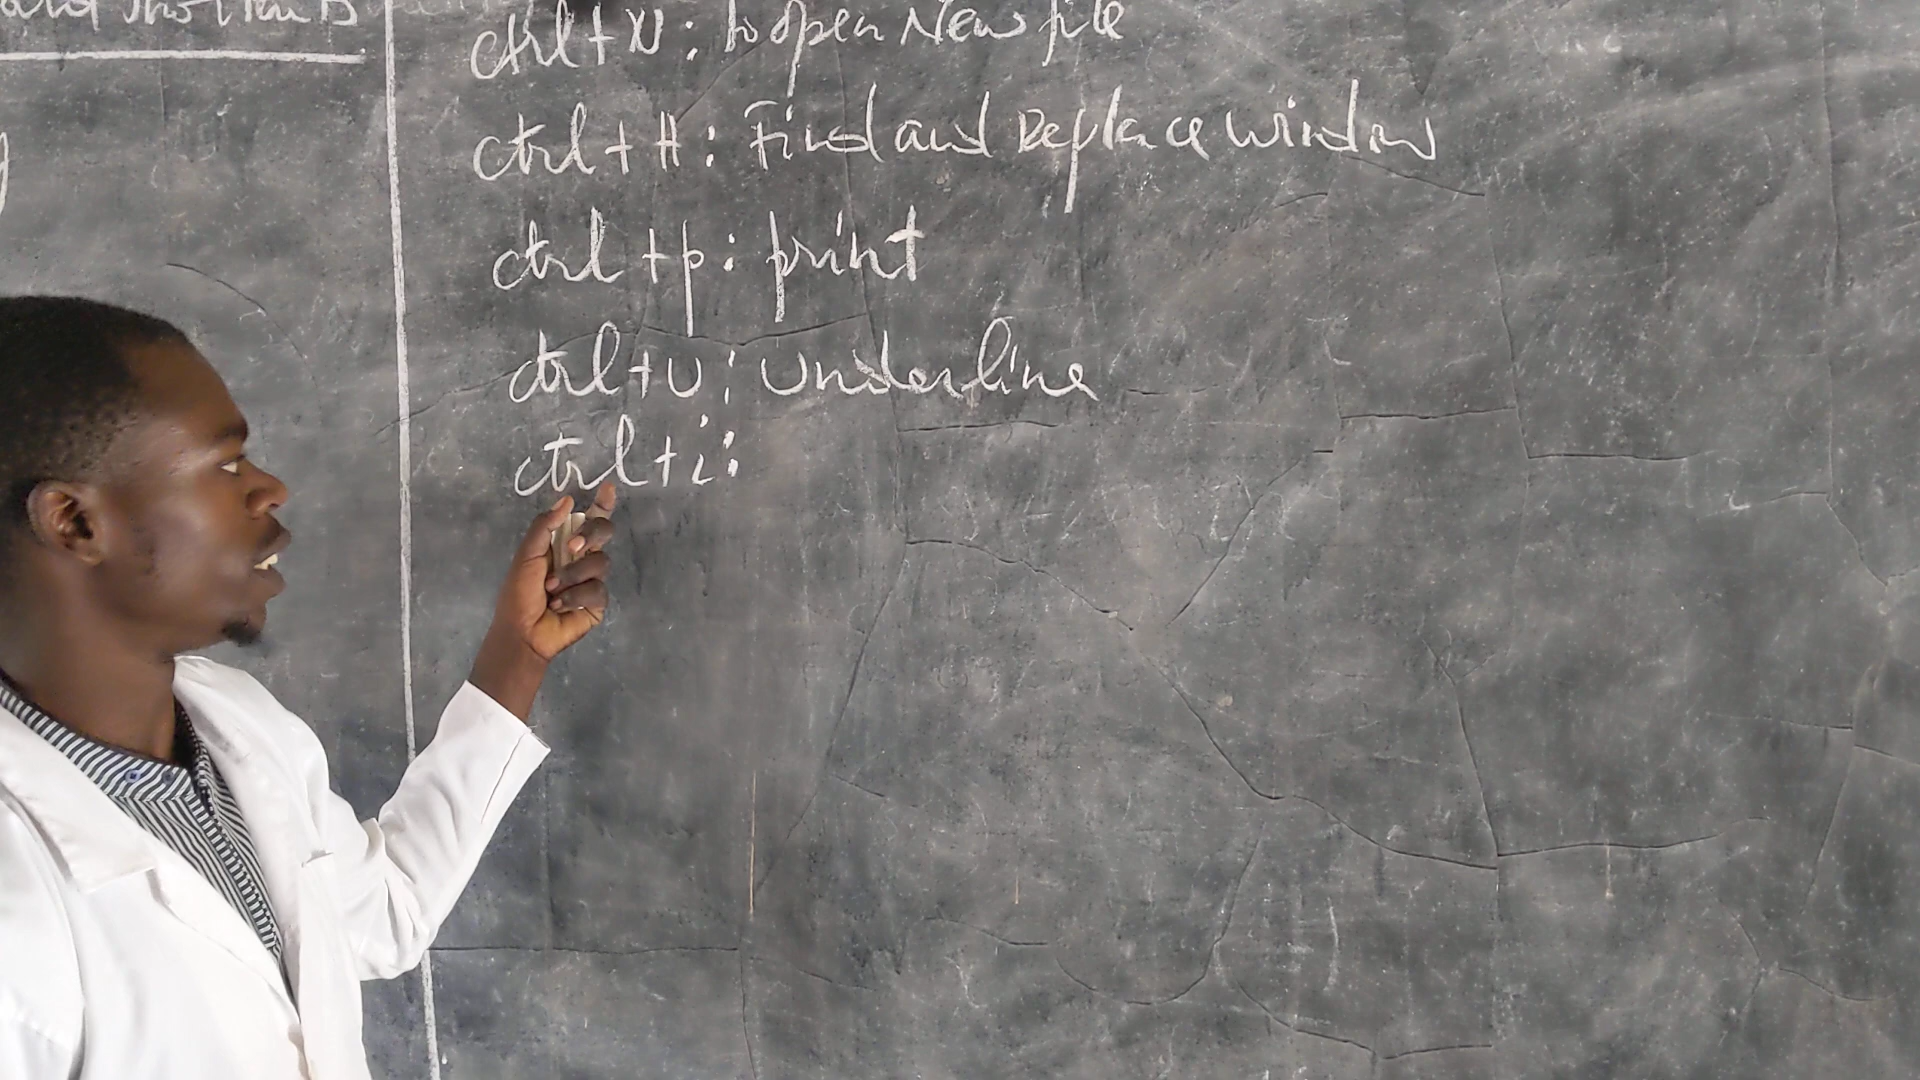 ctrl+N: to open New file
ctrl+H: Find and Replace window
ctrl+p: print
ctrl+U: Underline
ctrl+i: